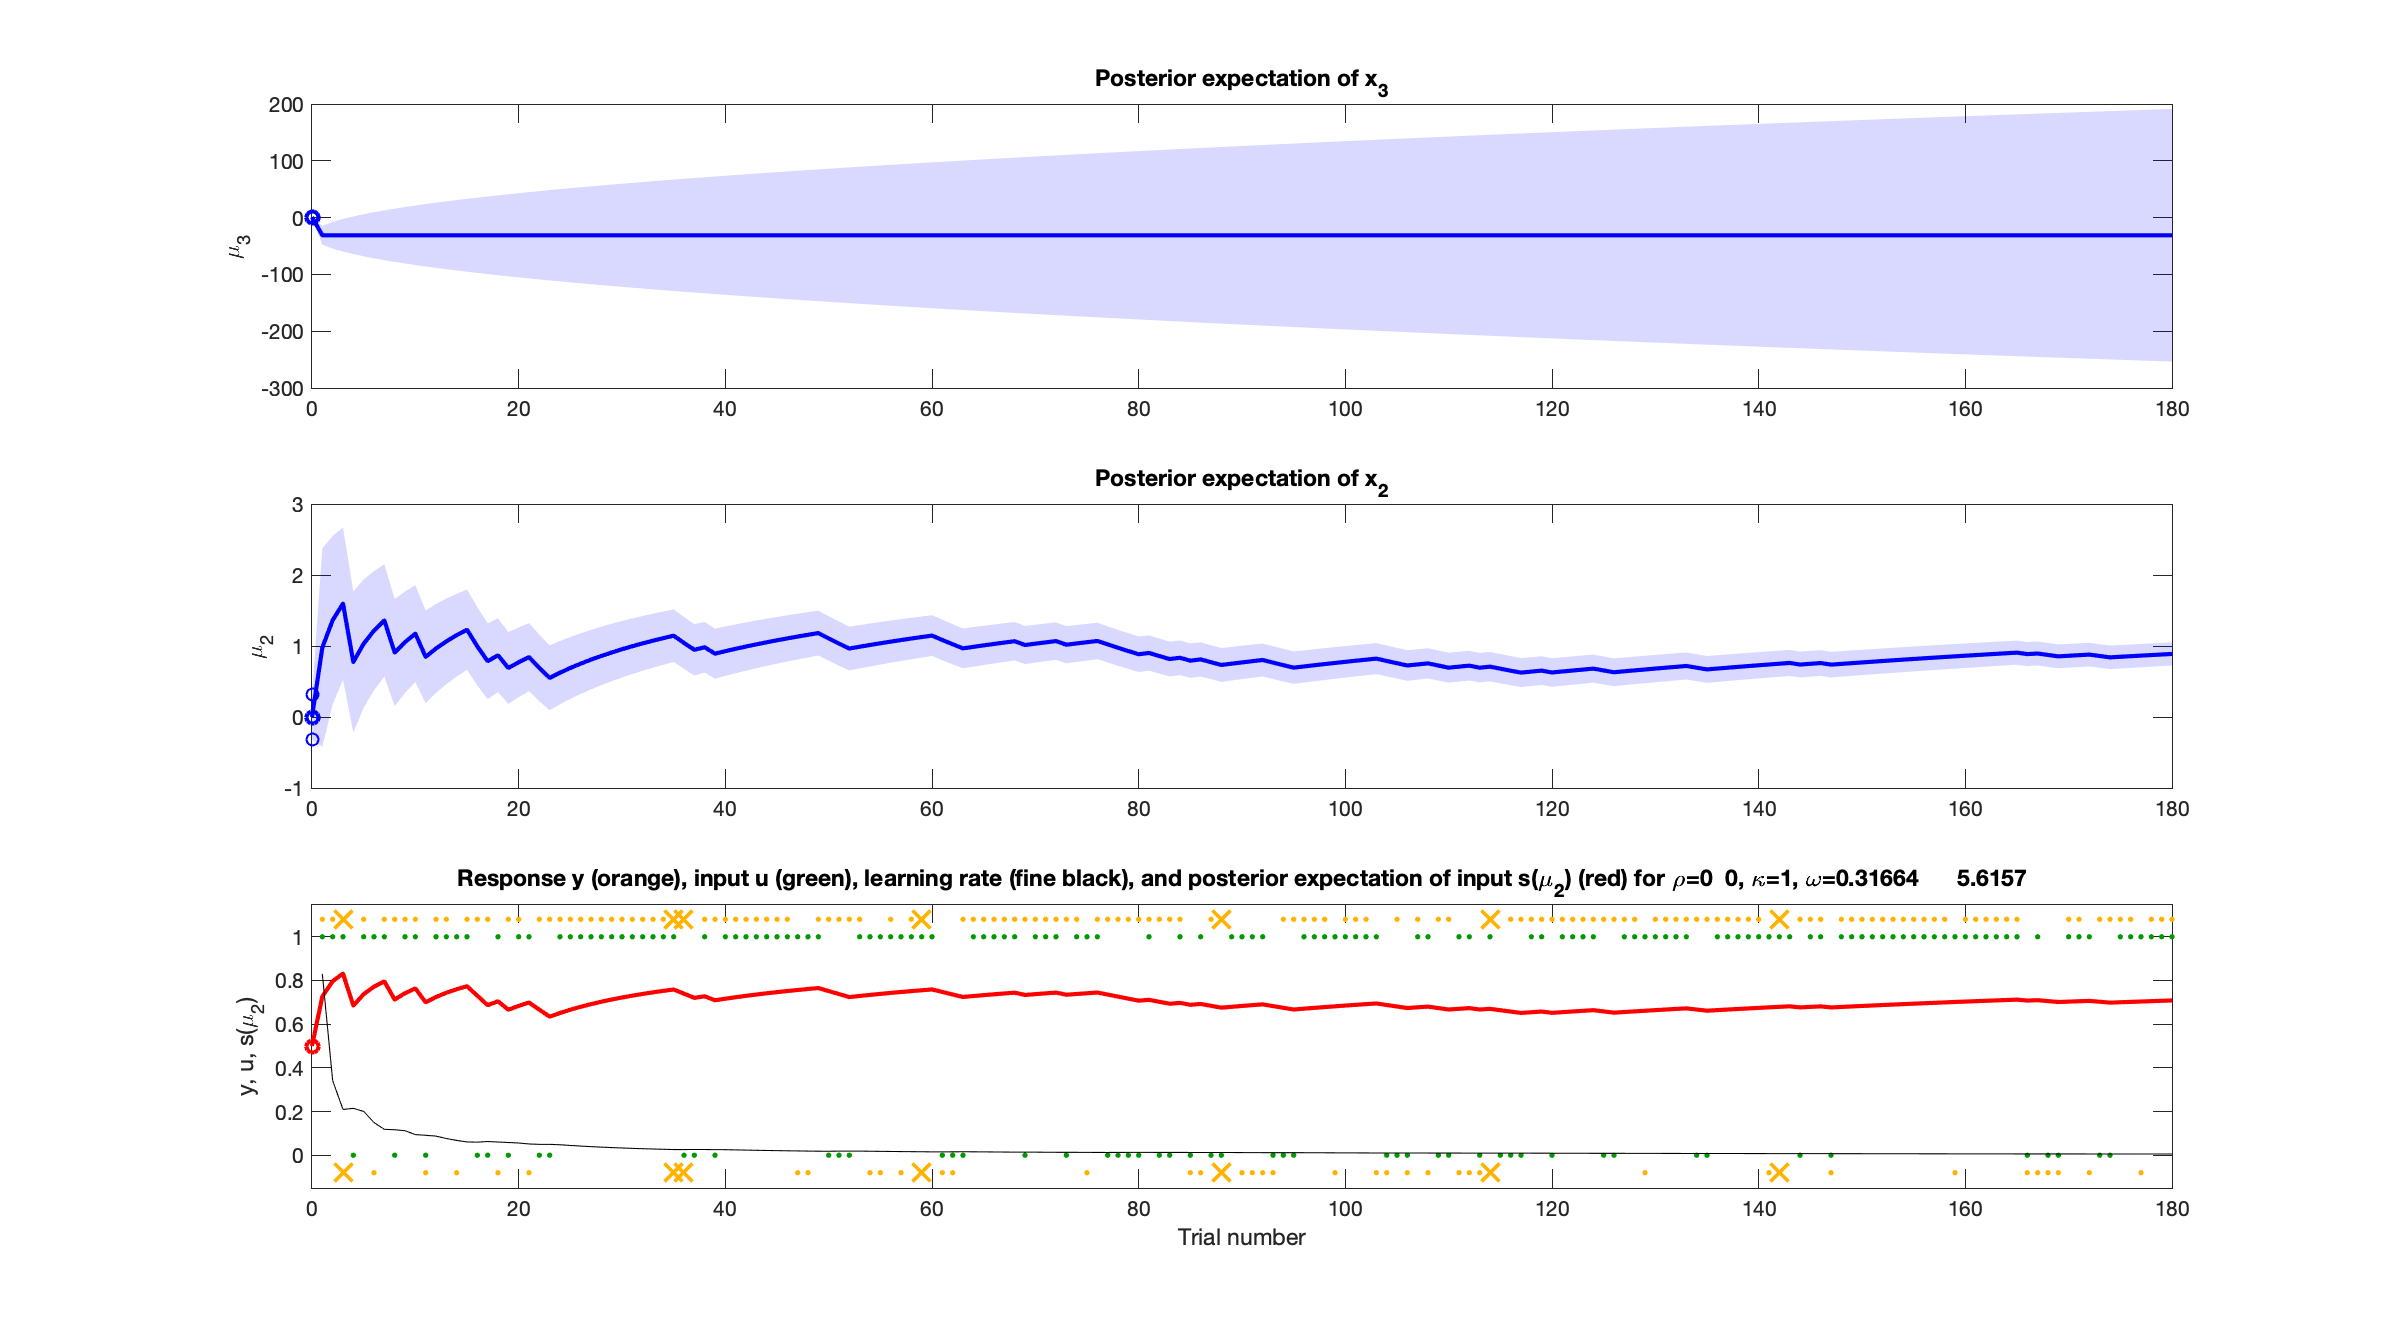 Posterior expectation of x₃
200
100
0
-100
-200
-300
μ₃
0 20 40 60 80 100 120 140 160 180
Posterior expectation of x₂
3
2
1
0
-1
μ₂
0 20 40 60 80 100 120 140 160 180
Response y (orange), input u (green), learning rate (fine black), and posterior expectation of input s(μ₂) (red) for ρ=0 0, κ=1, ω=0.31664 5.6157
1
0.8
0.6
0.4
0.2
0
y, u, s(μ₂)
0 20 40 60 80 100 120 140 160 180
Trial number